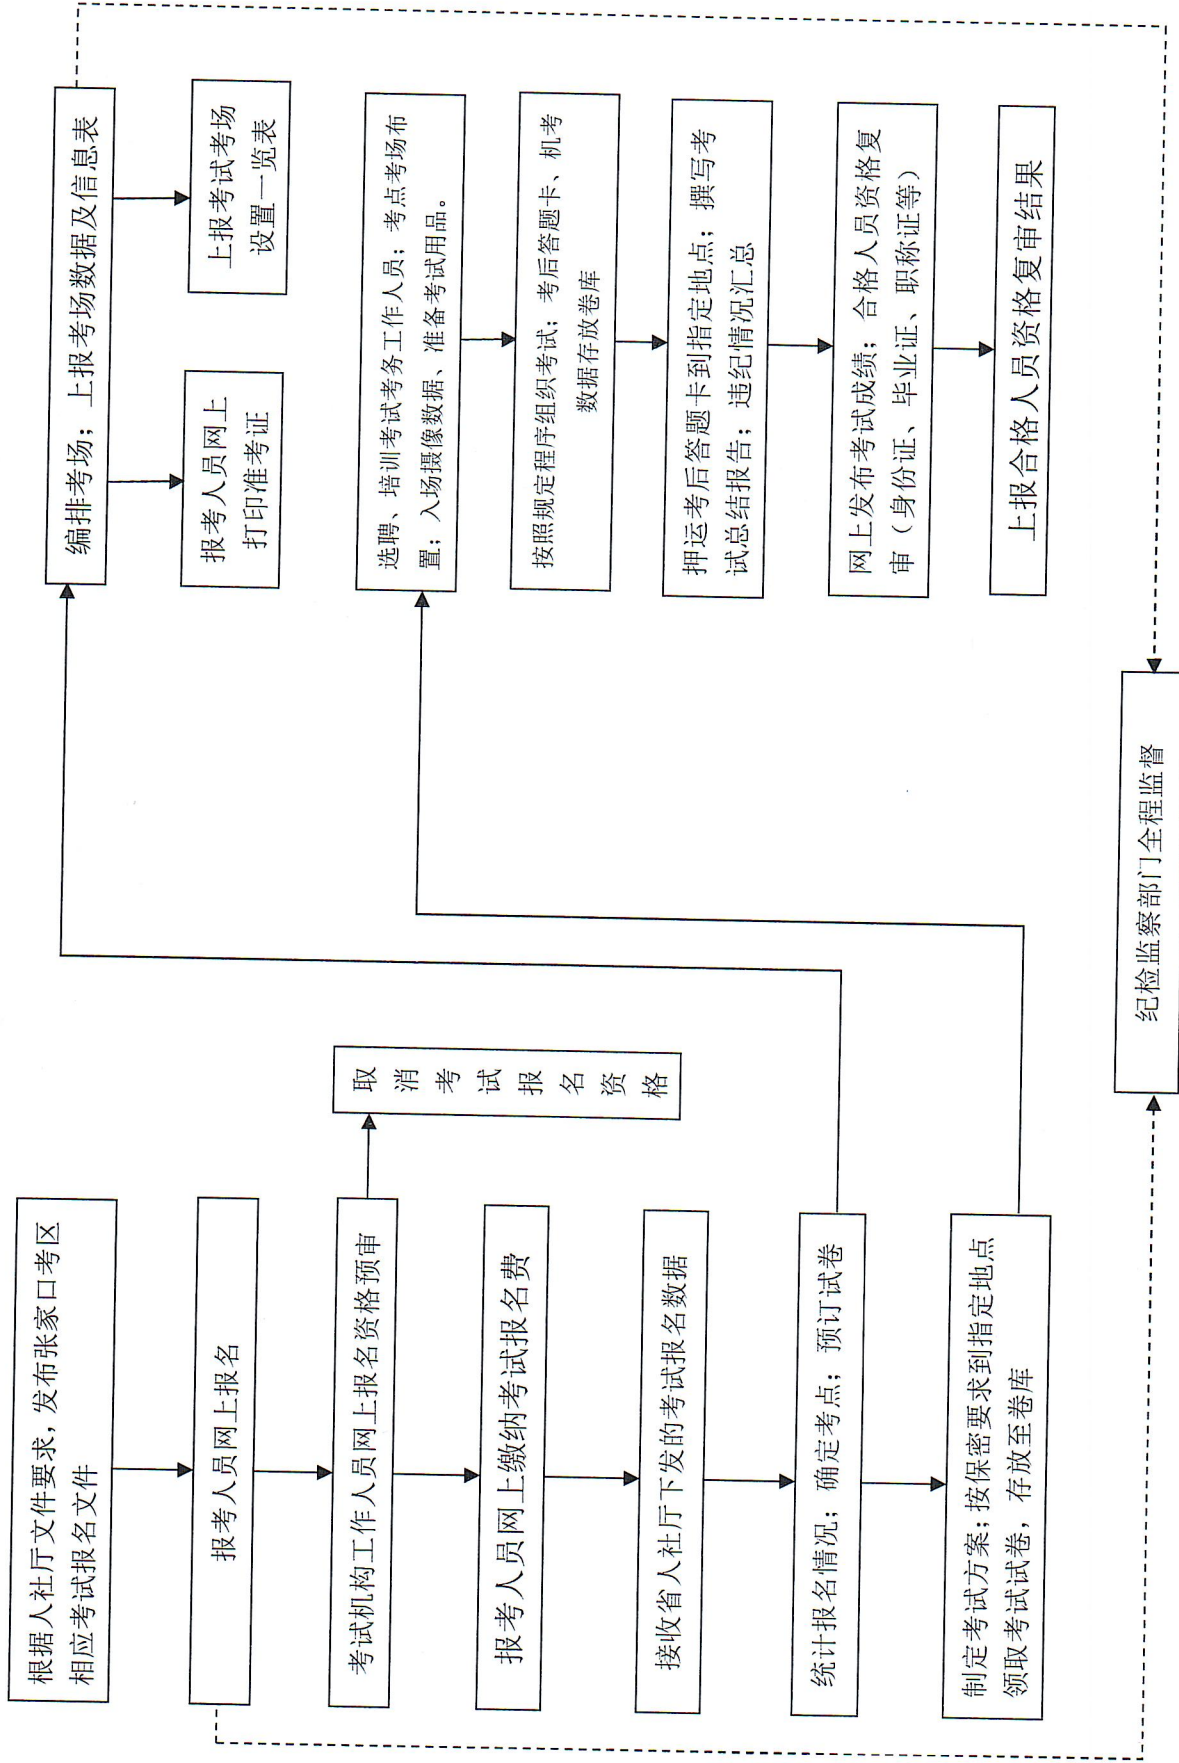 根据人社厅文件要求，发布张家口考区
相应考试报名文件
报考人员网上报名
考试机构工作人员网上报名资格预审
取消考试报名资格
报考人员网上缴纳考试报名费
接收省人社厅下发的考试报名数据
统计报名情况；确定考点；预订试卷
制定考试方案；按保密要求到指定地点
领取考试试卷，存放至卷库
编排考场；上报考场数据及信息表
报考人员网上
打印准考证
上报考试考场
设置一览表
选聘、培训考试考务工作人员；考点考场布
置；入场摄像数据、准备考试用品。
按照规定程序组织考试；考后答题卡、机考
数据存放卷库
押运考后答题卡到指定地点；撰写考
试总结报告；违纪情况汇总
网上发布考试成绩；合格人员资格复
审（身份证、毕业证、职称证等）
上报合格人员资格复审结果
纪检监察部门全程监督